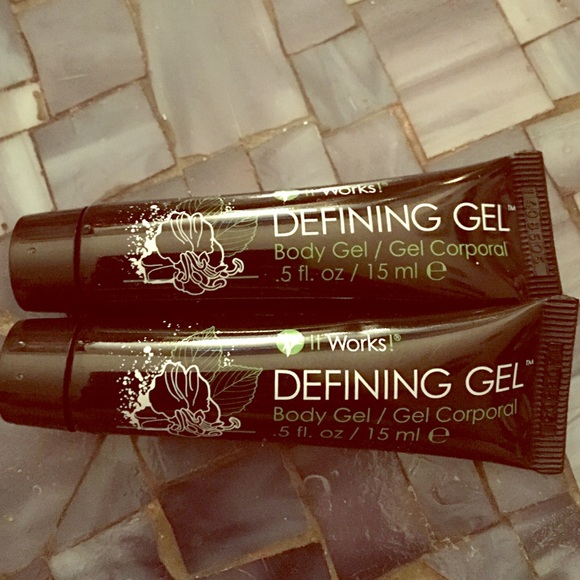 It Works!
DEFINING GEL™
Body Gel / Gel Corporal
.5 fl. oz / 15 ml ℮
It Works!®
DEFINING GEL™
Body Gel / Gel Corporal
.5 fl. oz / 15 ml ℮